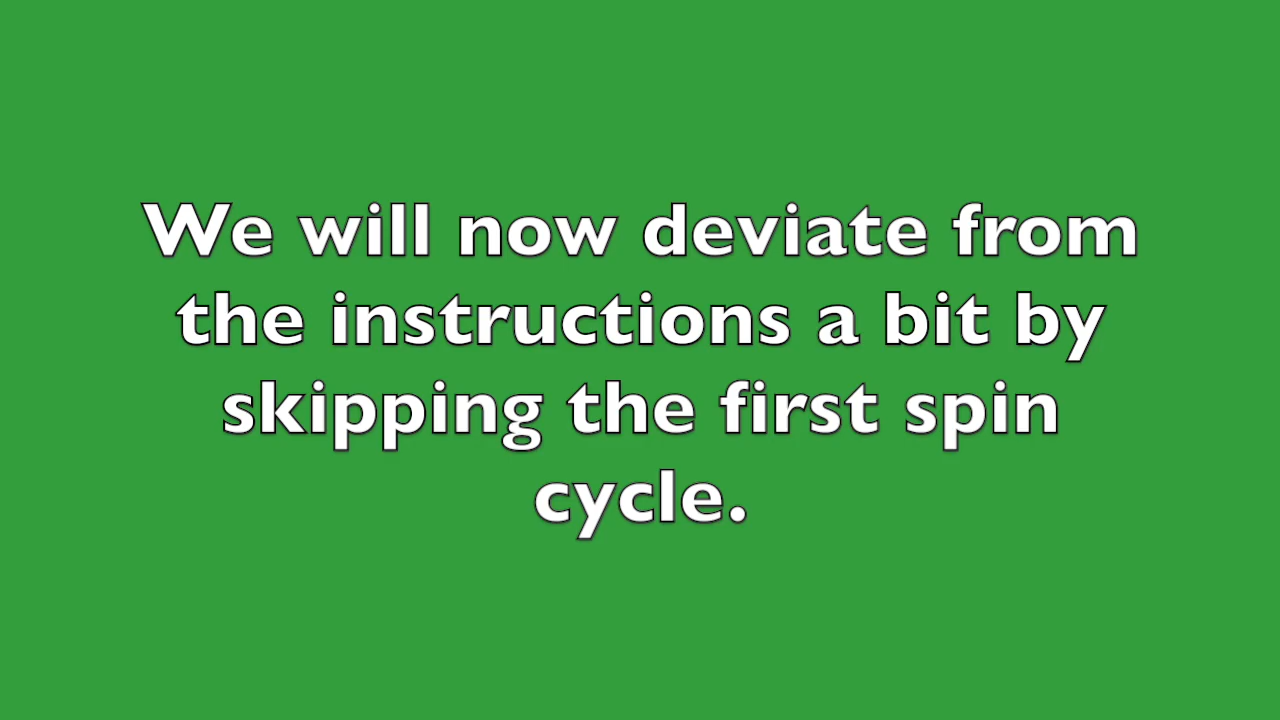 We will now deviate from
the instructions a bit by
skipping the first spin
cycle.